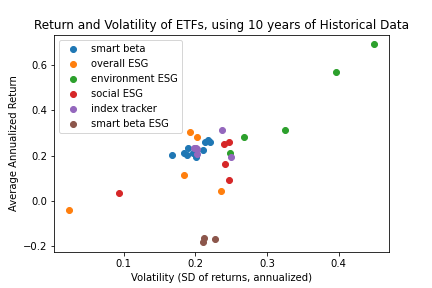 Return and Volatility of ETFs, using 10 years of Historical Data
smart beta
overall ESG
environment ESG
social ESG
index tracker
smart beta ESG
Average Annualized Return
0.6
0.4
0.2
0.0
−0.2
0.1
0.2
0.3
0.4
Volatility (SD of returns, annualized)